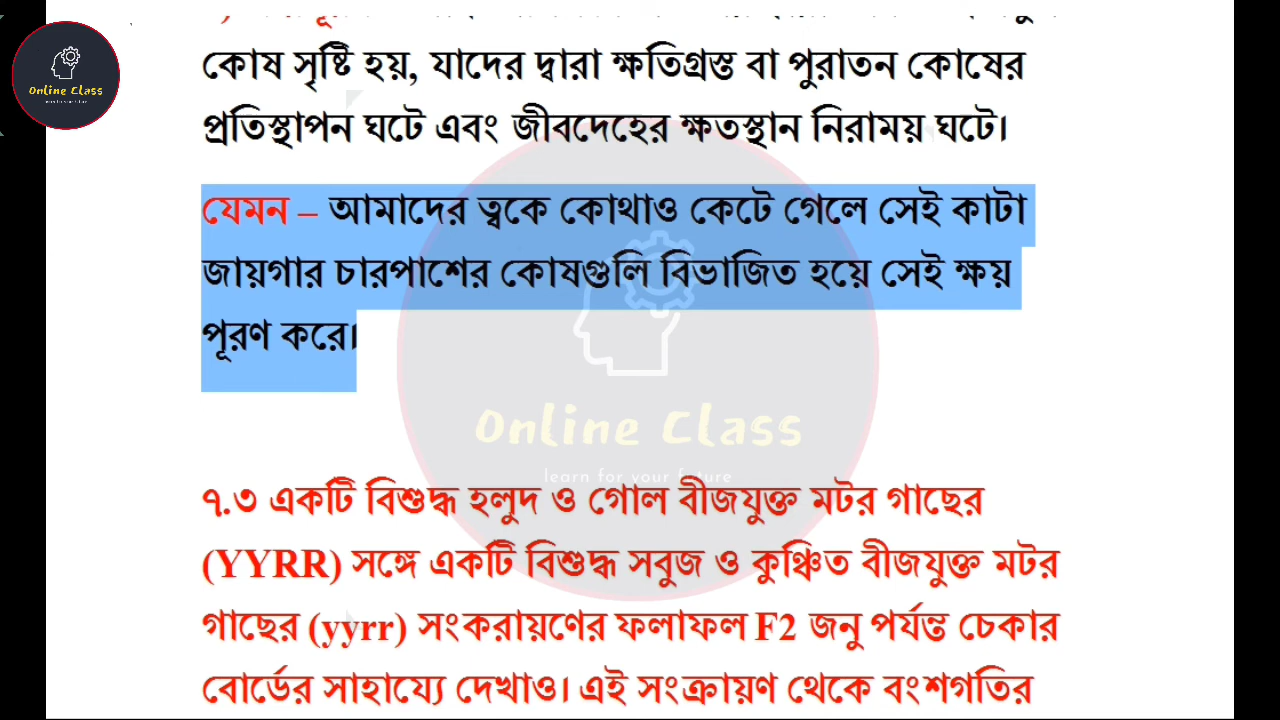 Online Class
কোষ সৃষ্টি হয়, যাদের দ্বারা ক্ষতিগ্রস্ত বা পুরাতন কোষের
প্রতিস্থাপন ঘটে এবং জীবদেহের ক্ষতস্থান নিরাময় ঘটে।
যেমন – আমাদের ত্বকে কোথাও কেটে গেলে সেই কাটা
জায়গার চারপাশের কোষগুলি বিভাজিত হয়ে সেই ক্ষয়
পূরণ করে।
Online Class
learn for your future
৭.৩ একটি বিশুদ্ধ হলুদ ও গোল বীজযুক্ত মটর গাছের
(YYRR) সঙ্গে একটি বিশুদ্ধ সবুজ ও কুঞ্চিত বীজযুক্ত মটর
গাছের (yyrr) সংকরায়ণের ফলাফল F2 জনু পর্যন্ত চেকার
বোর্ডের সাহায্যে দেখাও। এই সংক্রায়ণ থেকে বংশগতির